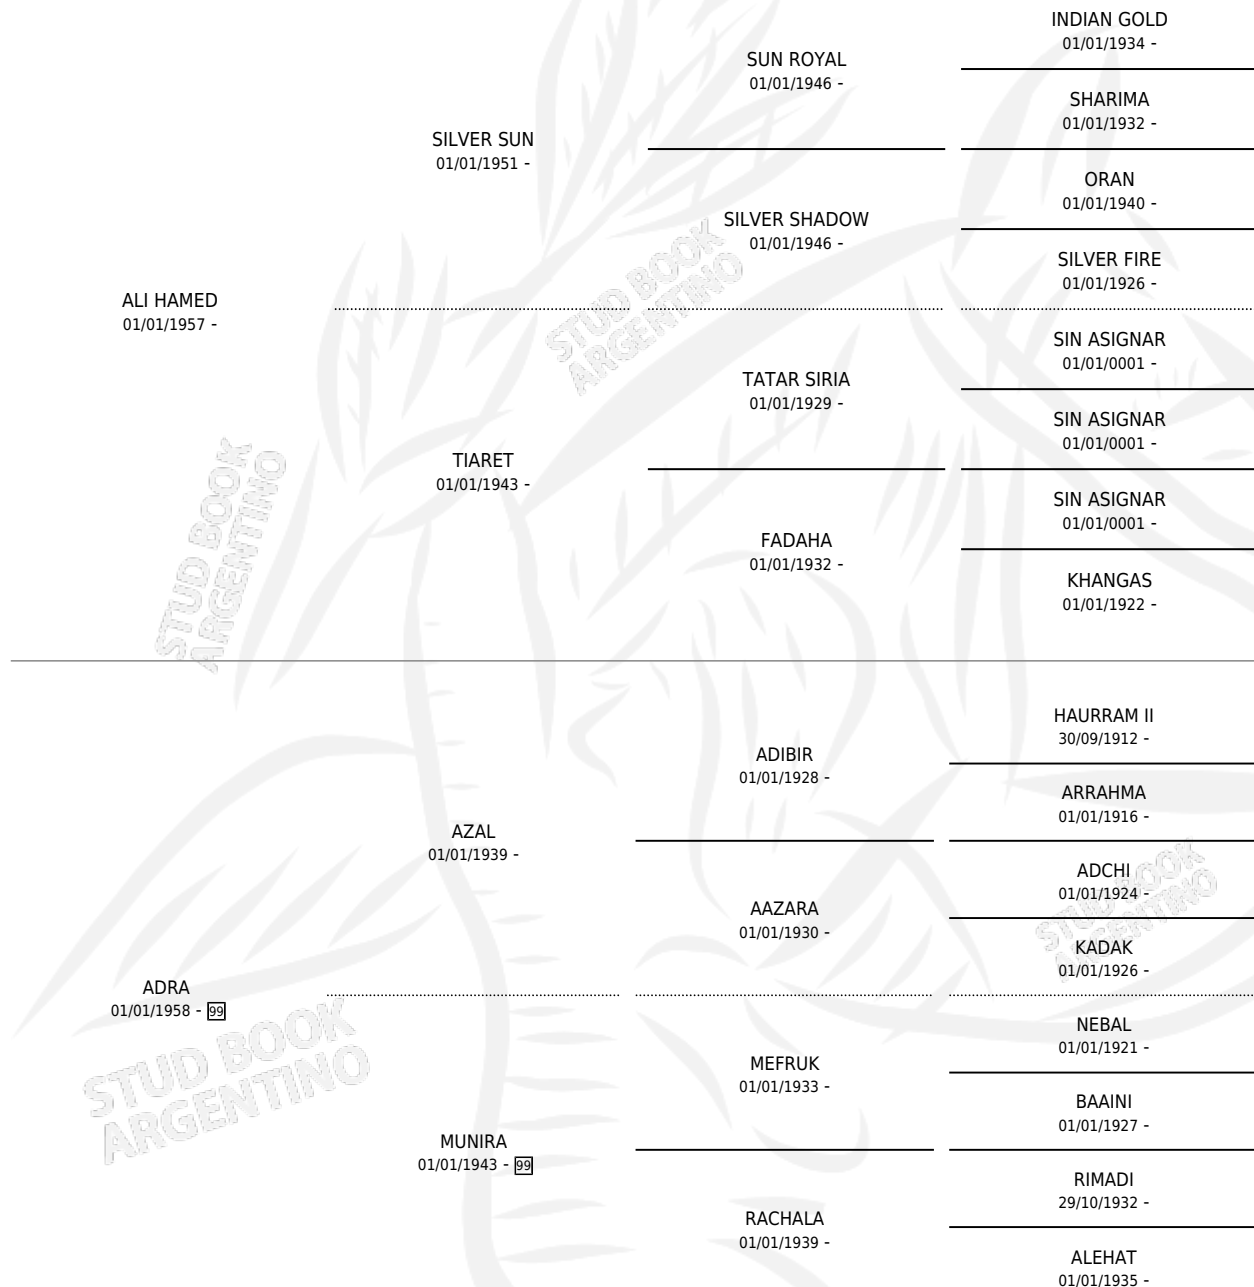 INDIAN GOLD
01/01/1934 -
SUN ROYAL
01/01/1946 -
SHARIMA
01/01/1932 -
SILVER SUN
01/01/1951 -
ORAN
01/01/1940 -
SILVER SHADOW
01/01/1946 -
SILVER FIRE
01/01/1926 -
ALI HAMED
01/01/1957 -
SIN ASIGNAR
01/01/0001 -
TATAR SIRIA
01/01/1929 -
SIN ASIGNAR
01/01/0001 -
TIARET
01/01/1943 -
SIN ASIGNAR
01/01/0001 -
FADAHA
01/01/1932 -
KHANGAS
01/01/1922 -
HAURRAM II
30/09/1912 -
ADIBIR
01/01/1928 -
ARRAHMA
01/01/1916 -
AZAL
01/01/1939 -
ADCHI
01/01/1924 -
AAZARA
01/01/1930 -
KADAK
01/01/1926 -
ADRA
01/01/1958 - 99
NEBAL
01/01/1921 -
MEFRUK
01/01/1933 -
BAAINI
01/01/1927 -
MUNIRA
01/01/1943 - 99
RIMADI
29/10/1932 -
RACHALA
01/01/1939 -
ALEHAT
01/01/1935 -
STUD BOOK
ARGENTINO
STUD BOOK
ARGENTINO
STUD BOOK
ARGENTINO
STUD BOOK
ARGENTINO